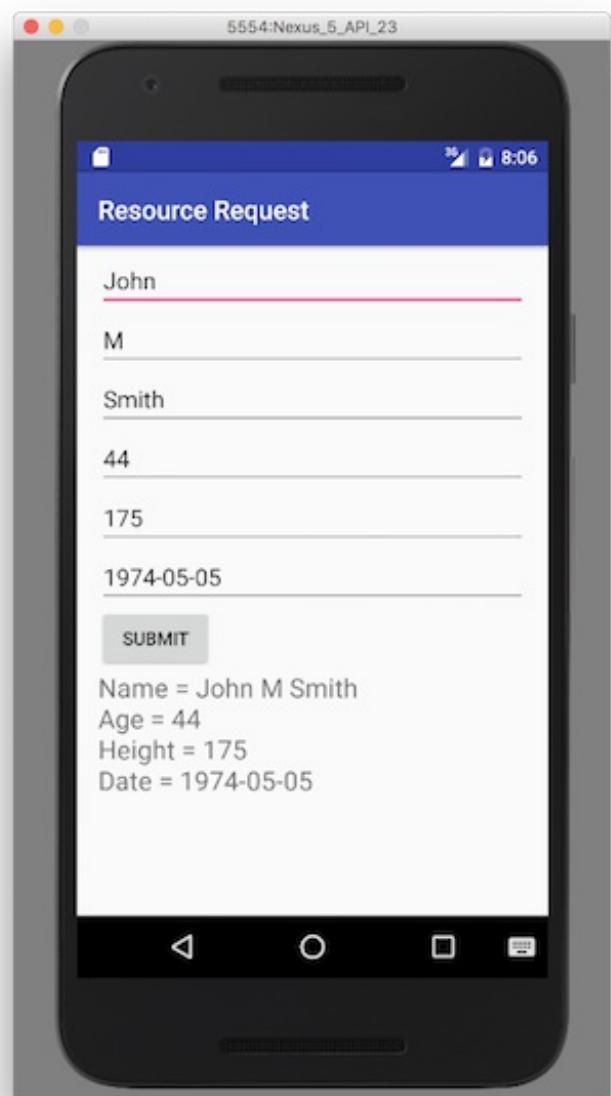 5554:Nexus_5_API_23
3G 8:06
Resource Request
John
M
Smith
44
175
1974-05-05
SUBMIT
Name = John M Smith
Age = 44
Height = 175
Date = 1974-05-05